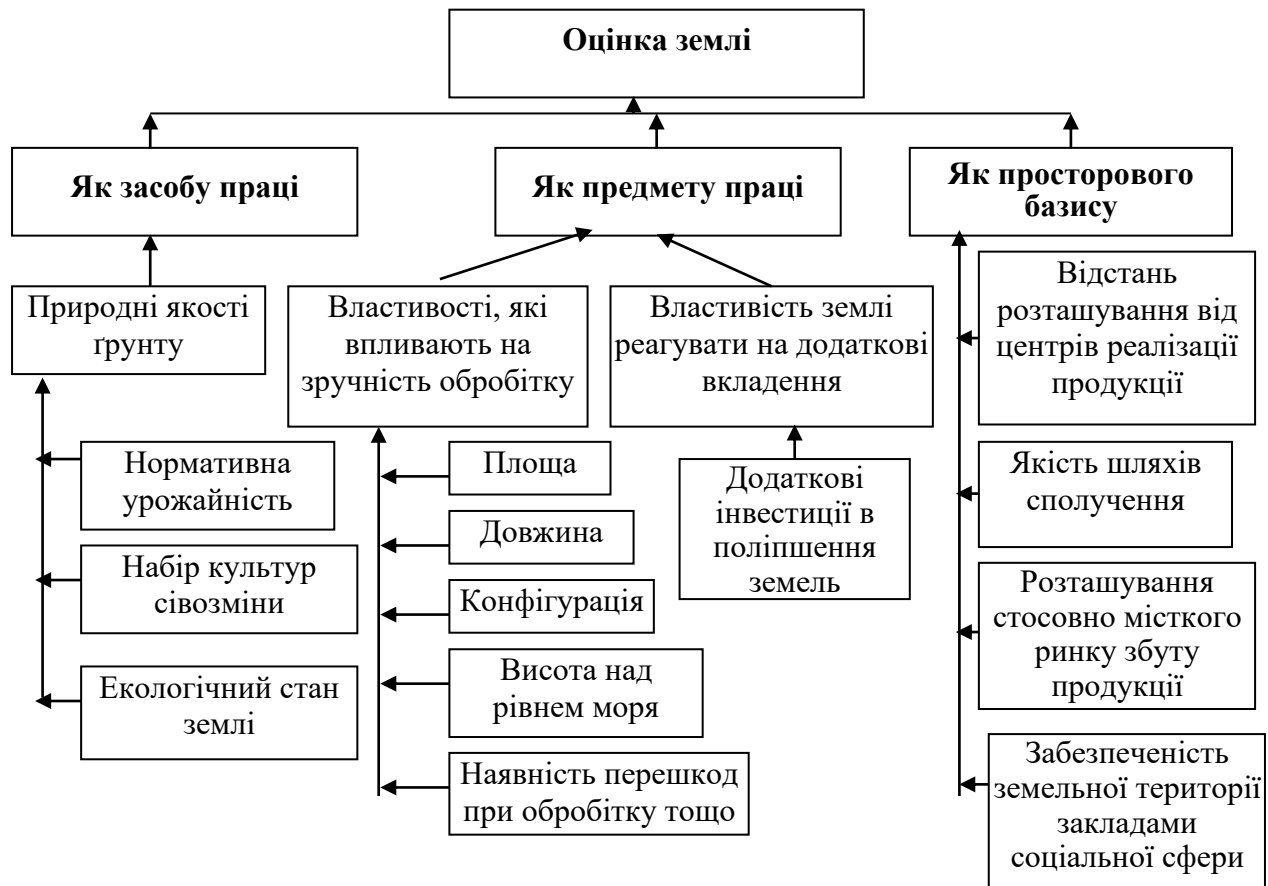 Оцінка землі
Як засобу праці
Як предмету праці
Як просторового
базису
Природні якості
ґрунту
Нормативна
урожайність
Набір культур
сівозміни
Екологічний стан
землі
Властивості, які
впливають на
зручність обробітку
Площа
Довжина
Конфігурація
Висота над
рівнем моря
Наявність перешкод
при обробітку тощо
Властивість землі
реагувати на додаткові
вкладення
Додаткові
інвестиції в
поліпшення
земель
Відстань
розташування від
центрів реалізації
продукції
Якість шляхів
сполучення
Розташування
стосовно місткого
ринку збуту
продукції
Забезпеченість
земельної території
закладами
соціальної сфери